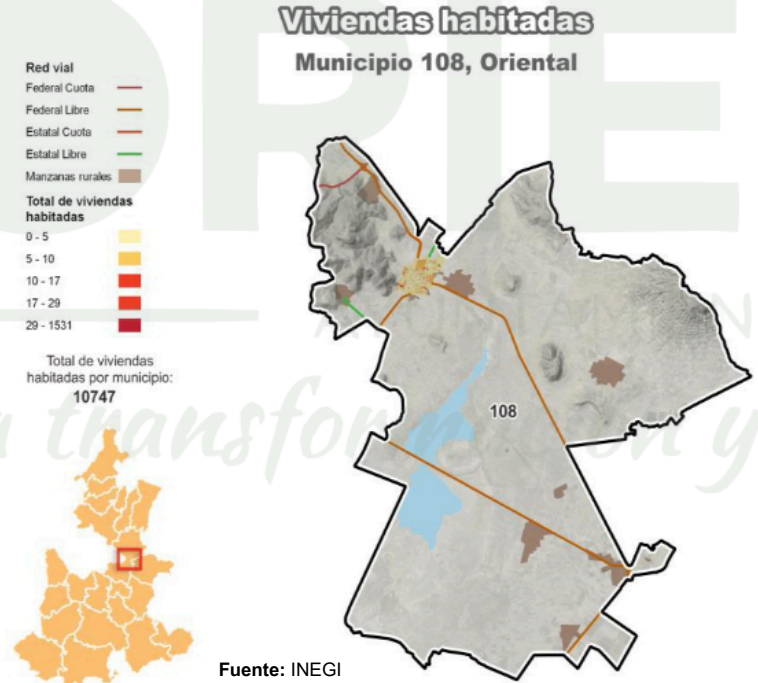 Viviendas habitadas
Municipio 108, Oriental
Red vial
Federal Cuota
Federal Libre
Estatal Cuota
Estatal Libre
Manzanas rurales
Total de viviendas
habitadas
0 - 5
5 - 10
10 - 17
17 - 29
29 - 1531
Total de viviendas
habitadas por municipio:
10747
108
Fuente: INEGI